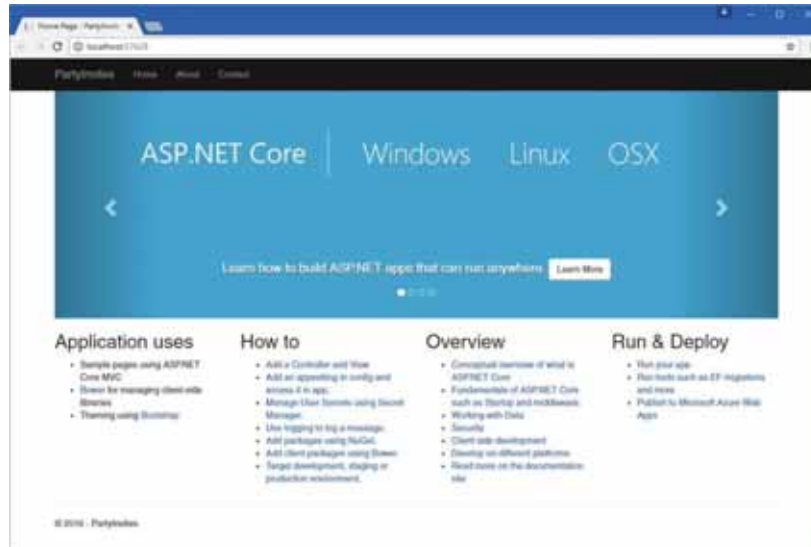 Home Page - PartyInvites
localhost:57628
PartyInvites Home About Contact
ASP.NET Core Windows Linux OSX
Learn how to build ASP.NET apps that can run anywhere. Learn More
Application uses
Sample pages using ASP.NET
Core MVC
Bower for managing client-side
libraries
Theming using Bootstrap
How to
Add a Controller and View
Add an appsetting in config and
access it in app.
Manage User Secrets using Secret
Manager.
Use logging to log a message.
Add packages using NuGet.
Add client packages using Bower.
Target development, staging or
production environment.
Overview
Conceptual overview of what is
ASP.NET Core
Fundamentals of ASP.NET Core
such as Startup and middleware.
Working with Data
Security
Client side development
Develop on different platforms
Read more on the documentation
site
Run & Deploy
Run your app
Run tools such as EF migrations
and more
Publish to Microsoft Azure Web
Apps
© 2016 - PartyInvites